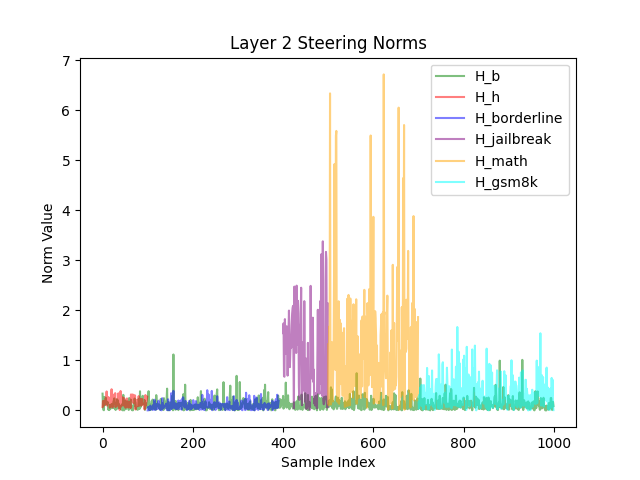 Layer 2 Steering Norms
Norm Value
7
6
5
4
3
2
1
0
0 200 400 600 800 1000
Sample Index
H_b
H_h
H_borderline
H_jailbreak
H_math
H_gsm8k